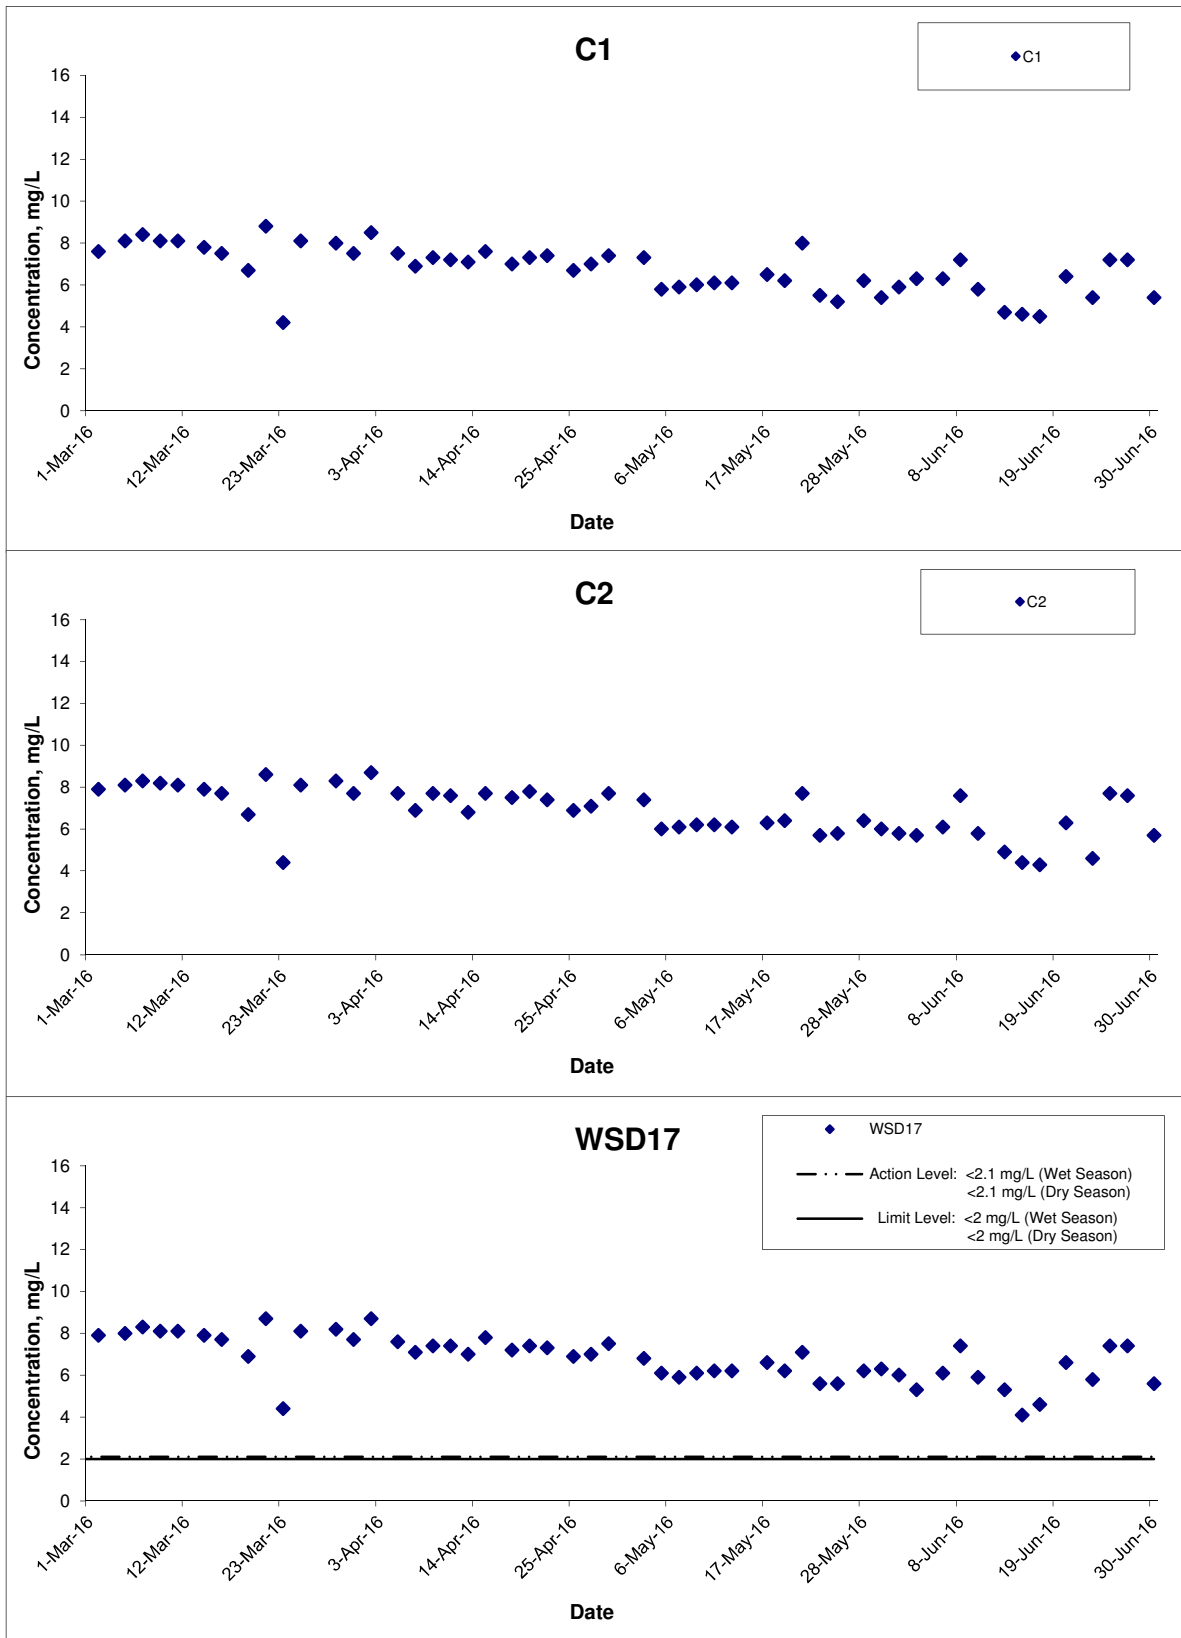 C1
C1
16
14
12
10
8
6
4
2
0
Concentration, mg/L
1-Mar-16
12-Mar-16
23-Mar-16
3-Apr-16
14-Apr-16
25-Apr-16
6-May-16
17-May-16
28-May-16
8-Jun-16
19-Jun-16
30-Jun-16
Date
C2
C2
16
14
12
10
8
6
4
2
0
Concentration, mg/L
1-Mar-16
12-Mar-16
23-Mar-16
3-Apr-16
14-Apr-16
25-Apr-16
6-May-16
17-May-16
28-May-16
8-Jun-16
19-Jun-16
30-Jun-16
Date
WSD17
WSD17
Action Level: <2.1 mg/L (Wet Season)
<2.1 mg/L (Dry Season)
Limit Level: <2 mg/L (Wet Season)
<2 mg/L (Dry Season)
16
14
12
10
8
6
4
2
0
Concentration, mg/L
1-Mar-16
12-Mar-16
23-Mar-16
3-Apr-16
14-Apr-16
25-Apr-16
6-May-16
17-May-16
28-May-16
8-Jun-16
19-Jun-16
30-Jun-16
Date